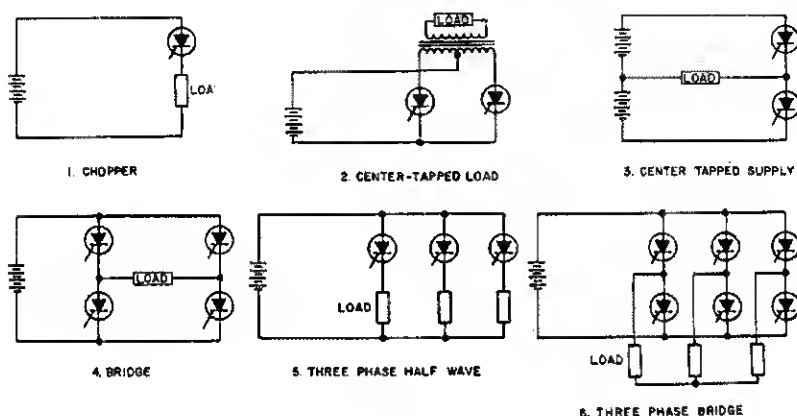 LOA
1. CHOPPER
LOAD
2. CENTER-TAPPED LOAD
LOAD
3. CENTER TAPPED SUPPLY
LOAD
4. BRIDGE
LOAD
5. THREE PHASE HALF WAVE
LOAD
6. THREE PHASE BRIDGE